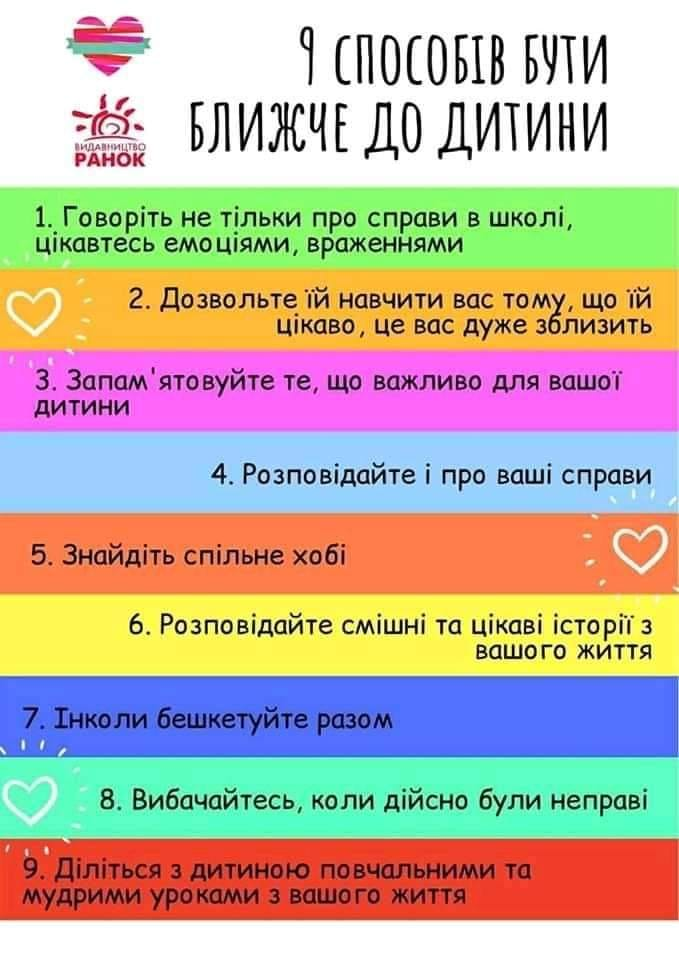 9 СПОСОБІВ БУТИ
БЛИЖЧЕ ДО ДИТИНИ
ВИДАВНИЦТВО
РАНОК
1. Говоріть не тільки про справи в школі,
цікавтесь емоціями, враженнями
2. Дозвольте їй навчити вас тому, що їй
цікаво, це вас дуже зблизить
3. Запам'ятовуйте те, що важливо для вашої
дитини
4. Розповідайте і про ваші справи
5. Знайдіть спільне хобі
6. Розповідайте смішні та цікаві історії з
вашого життя
7. Інколи бешкетуйте разом
8. Вибачайтесь, коли дійсно були неправі
9. Діліться з дитиною повчальними та
мудрими уроками з вашого життя